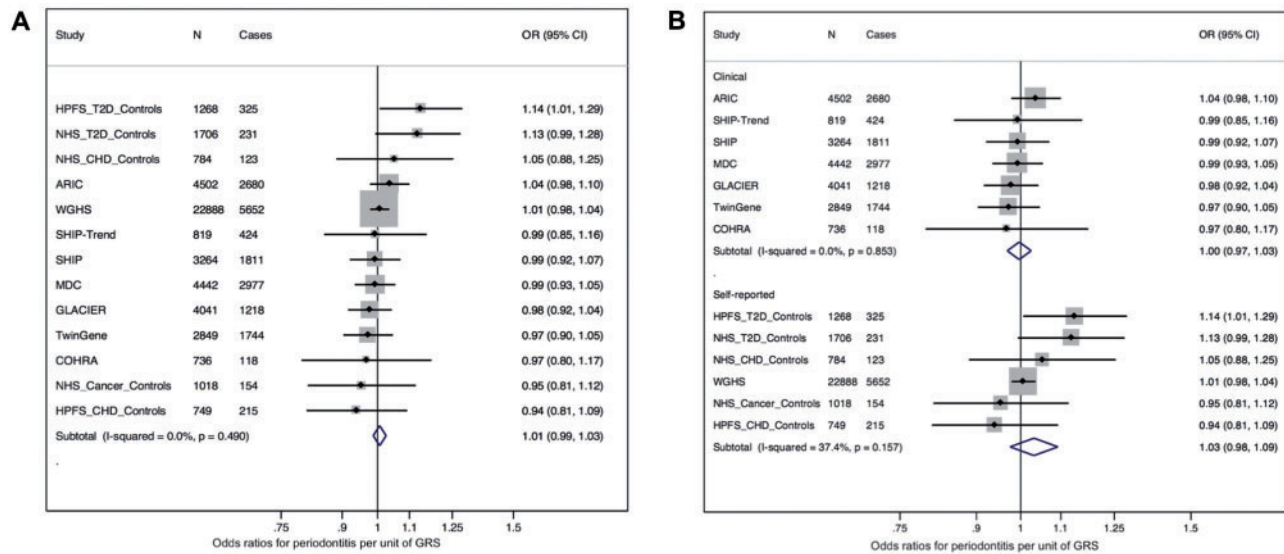 A
Study N Cases OR (95% CI)
HPFS_T2D_Controls 1268 325 1.14 (1.01, 1.29)
NHS_T2D_Controls 1706 231 1.13 (0.99, 1.28)
NHS_CHD_Controls 784 123 1.05 (0.88, 1.25)
ARIC 4502 2680 1.04 (0.98, 1.10)
WGHS 22888 5652 1.01 (0.98, 1.04)
SHIP-Trend 819 424 0.99 (0.85, 1.16)
SHIP 3264 1811 0.99 (0.92, 1.07)
MDC 4442 2977 0.99 (0.93, 1.05)
GLACIER 4041 1218 0.98 (0.92, 1.04)
TwinGene 2849 1744 0.97 (0.90, 1.05)
COHRA 736 118 0.97 (0.80, 1.17)
NHS_Cancer_Controls 1018 154 0.95 (0.81, 1.12)
HPFS_CHD_Controls 749 215 0.94 (0.81, 1.09)
Subtotal (I-squared = 0.0%, p = 0.490) 1.01 (0.99, 1.03)
.
.75 .9 1 1.1 1.25 1.5
Odds ratios for periodontitis per unit of GRS
B
Study N Cases OR (95% CI)
Clinical
ARIC 4502 2680 1.04 (0.98, 1.10)
SHIP-Trend 819 424 0.99 (0.85, 1.16)
SHIP 3264 1811 0.99 (0.92, 1.07)
MDC 4442 2977 0.99 (0.93, 1.05)
GLACIER 4041 1218 0.98 (0.92, 1.04)
TwinGene 2849 1744 0.97 (0.90, 1.05)
COHRA 736 118 0.97 (0.80, 1.17)
Subtotal (I-squared = 0.0%, p = 0.853) 1.00 (0.97, 1.03)
.
Self-reported
HPFS_T2D_Controls 1268 325 1.14 (1.01, 1.29)
NHS_T2D_Controls 1706 231 1.13 (0.99, 1.28)
NHS_CHD_Controls 784 123 1.05 (0.88, 1.25)
WGHS 22888 5652 1.01 (0.98, 1.04)
NHS_Cancer_Controls 1018 154 0.95 (0.81, 1.12)
HPFS_CHD_Controls 749 215 0.94 (0.81, 1.09)
Subtotal (I-squared = 37.4%, p = 0.157) 1.03 (0.98, 1.09)
.75 .9 1 1.1 1.25 1.5
Odds ratios for periodontitis per unit of GRS